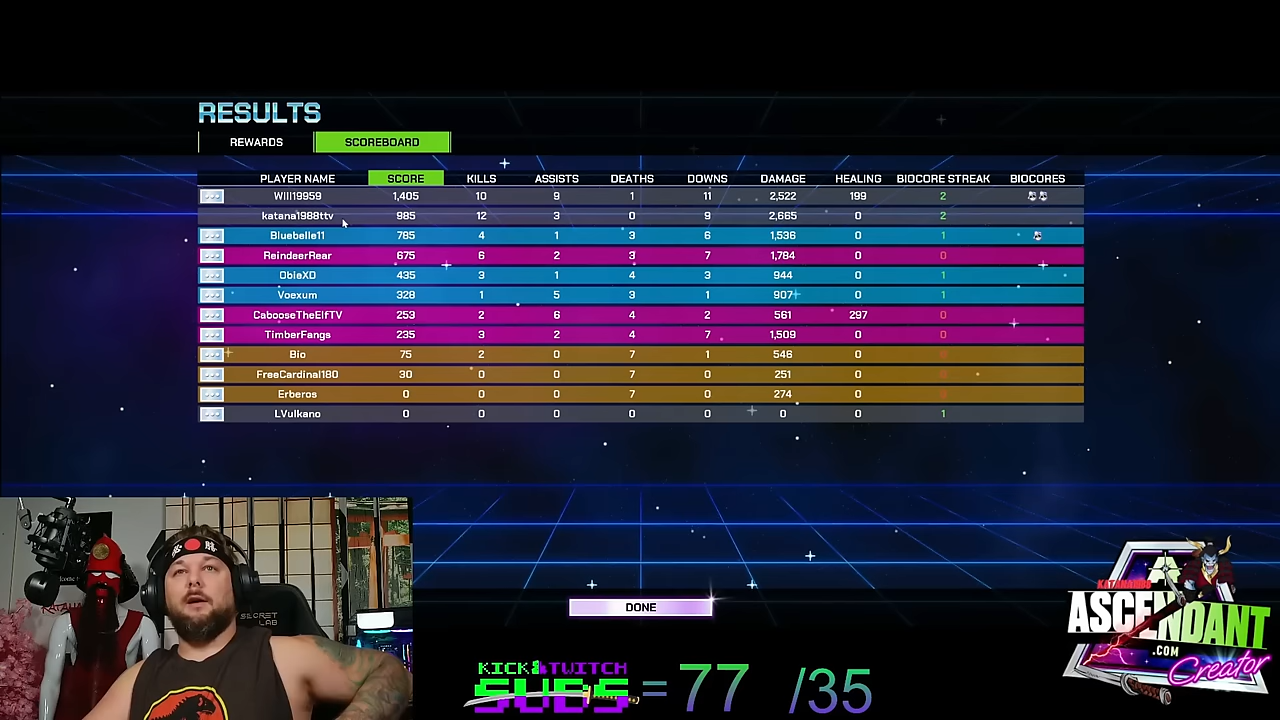 RESULTS
REWARDS SCOREBOARD
PLAYER NAME SCORE KILLS ASSISTS DEATHS DOWNS DAMAGE HEALING BIOCORE STREAK BIOCORES
Will19959 1,405 10 9 1 11 2,522 199 2
katana1988ttv 985 12 3 0 9 2,665 0 2
Bluebelle11 785 4 1 3 6 1,536 0 1
ReindeerRear 675 6 2 3 7 1,784 0 0
ObieXD 435 3 1 4 3 944 0 1
Voexum 328 1 5 3 1 907 0 1
CabooseTheElfTV 253 2 6 4 2 561 297 0
TimberFangs 235 3 2 4 7 1,509 0 0
Bio 75 2 0 7 1 546 0 0
FreeCardinal180 30 0 0 7 0 251 0 0
Erberos 0 0 0 7 0 274 0 0
LVulkano 0 0 0 0 0 0 0 1
DONE
SECRET
LAB
KICK TWITCH
SUBS = 77 /35
ASCENDANT
.COM
Creator